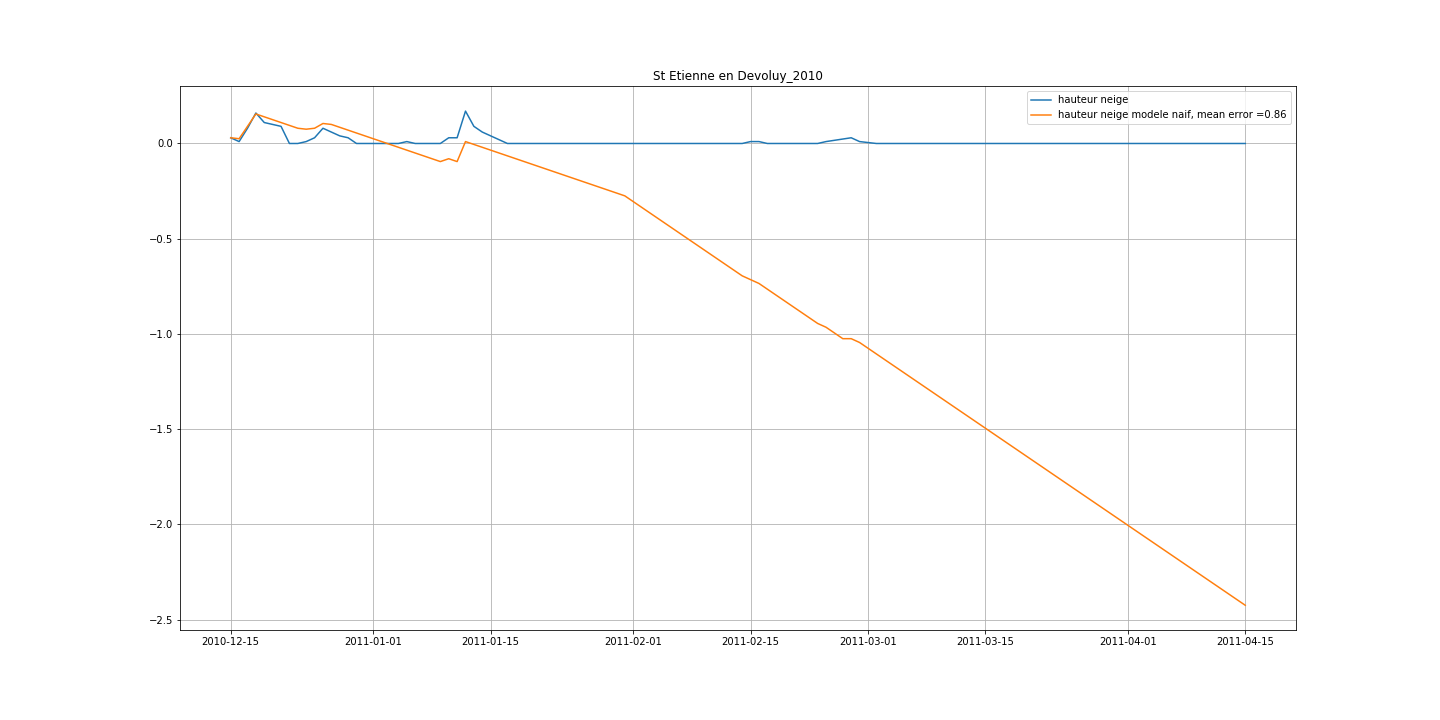 St Etienne en Devoluy_2010
hauteur neige
hauteur neige modele naif, mean error =0.86
0.0
−0.5
−1.0
−1.5
−2.0
−2.5
2010-12-15 2011-01-01 2011-01-15 2011-02-01 2011-02-15 2011-03-01 2011-03-15 2011-04-01 2011-04-15